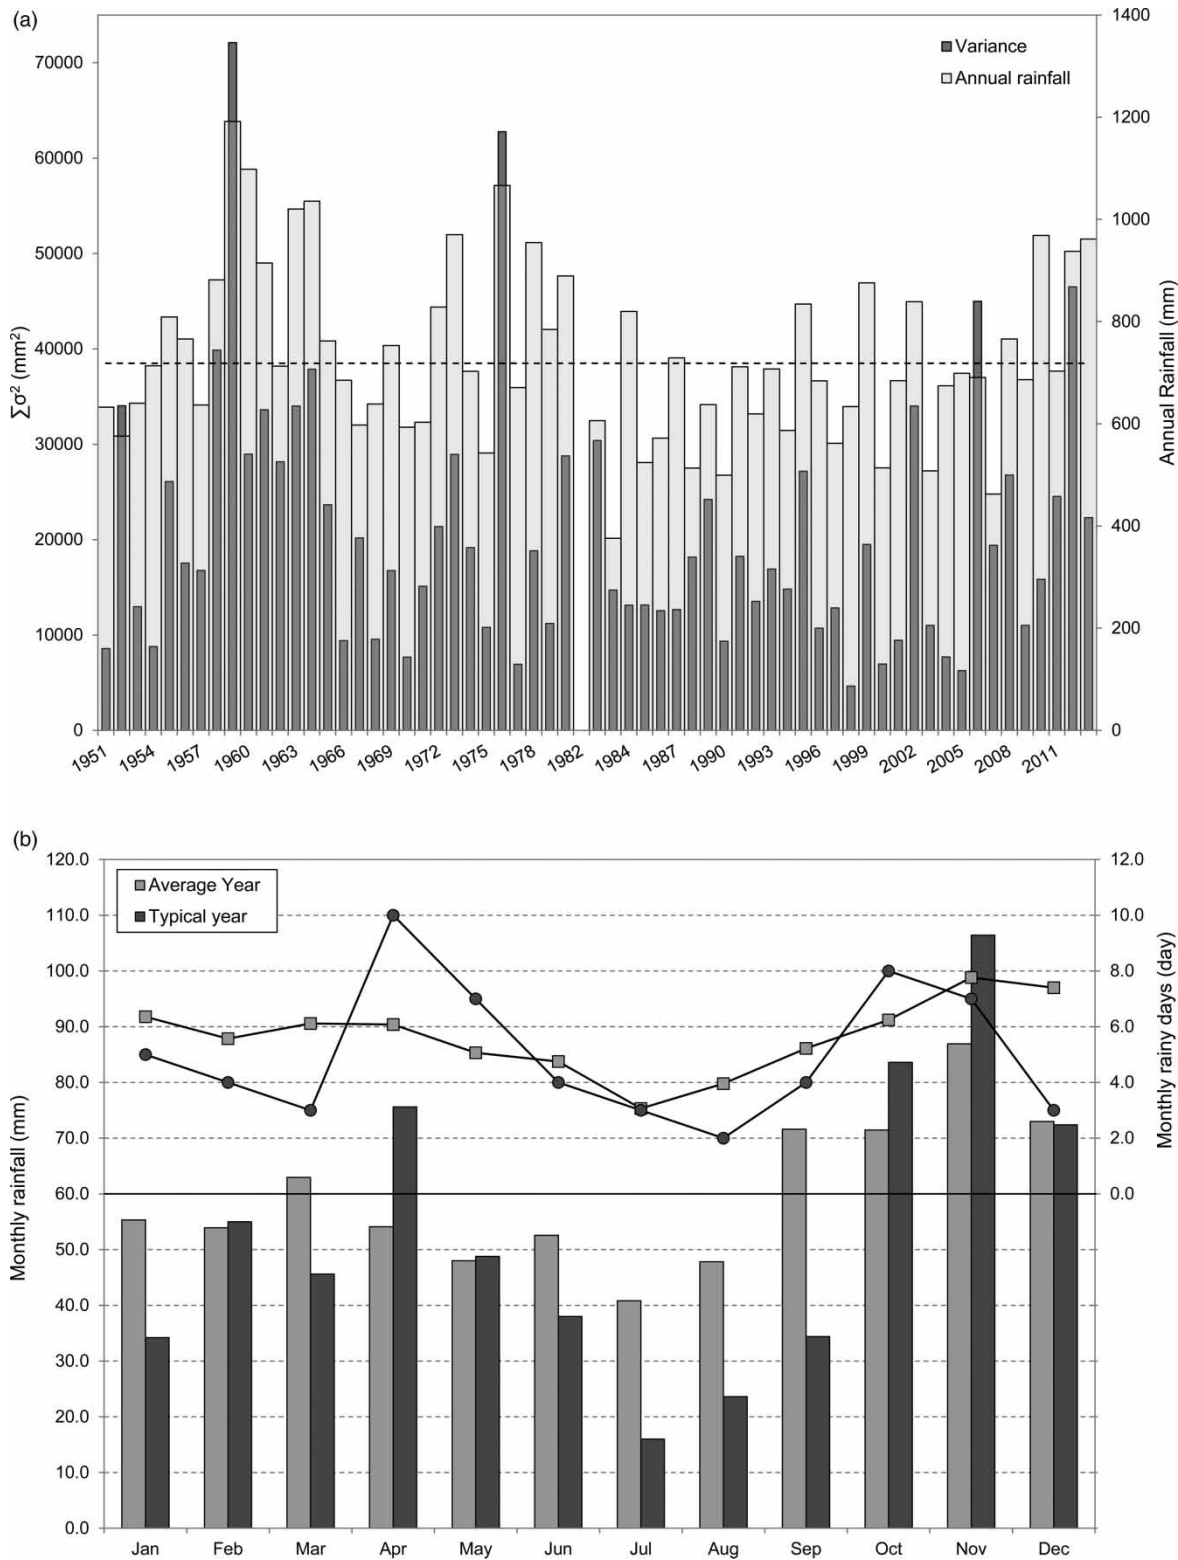 (a)
1400
Variance
Annual rainfall
70000
1200
60000
1000
50000
800
40000
∑σ² (mm²)
Annual Rainfall (mm)
600
30000
400
20000
200
10000
0
0
1951
1954
1957
1960
1963
1966
1969
1972
1975
1978
1982
1984
1987
1990
1993
1996
1999
2002
2005
2008
2011
(b)
120.0
12.0
Average Year
Typical year
110.0
10.0
100.0
8.0
90.0
6.0
80.0
4.0
70.0
2.0
60.0
0.0
50.0
40.0
30.0
20.0
10.0
0.0
Monthly rainfall (mm)
Monthly rainy days (day)
Jan
Feb
Mar
Apr
May
Jun
Jul
Aug
Sep
Oct
Nov
Dec